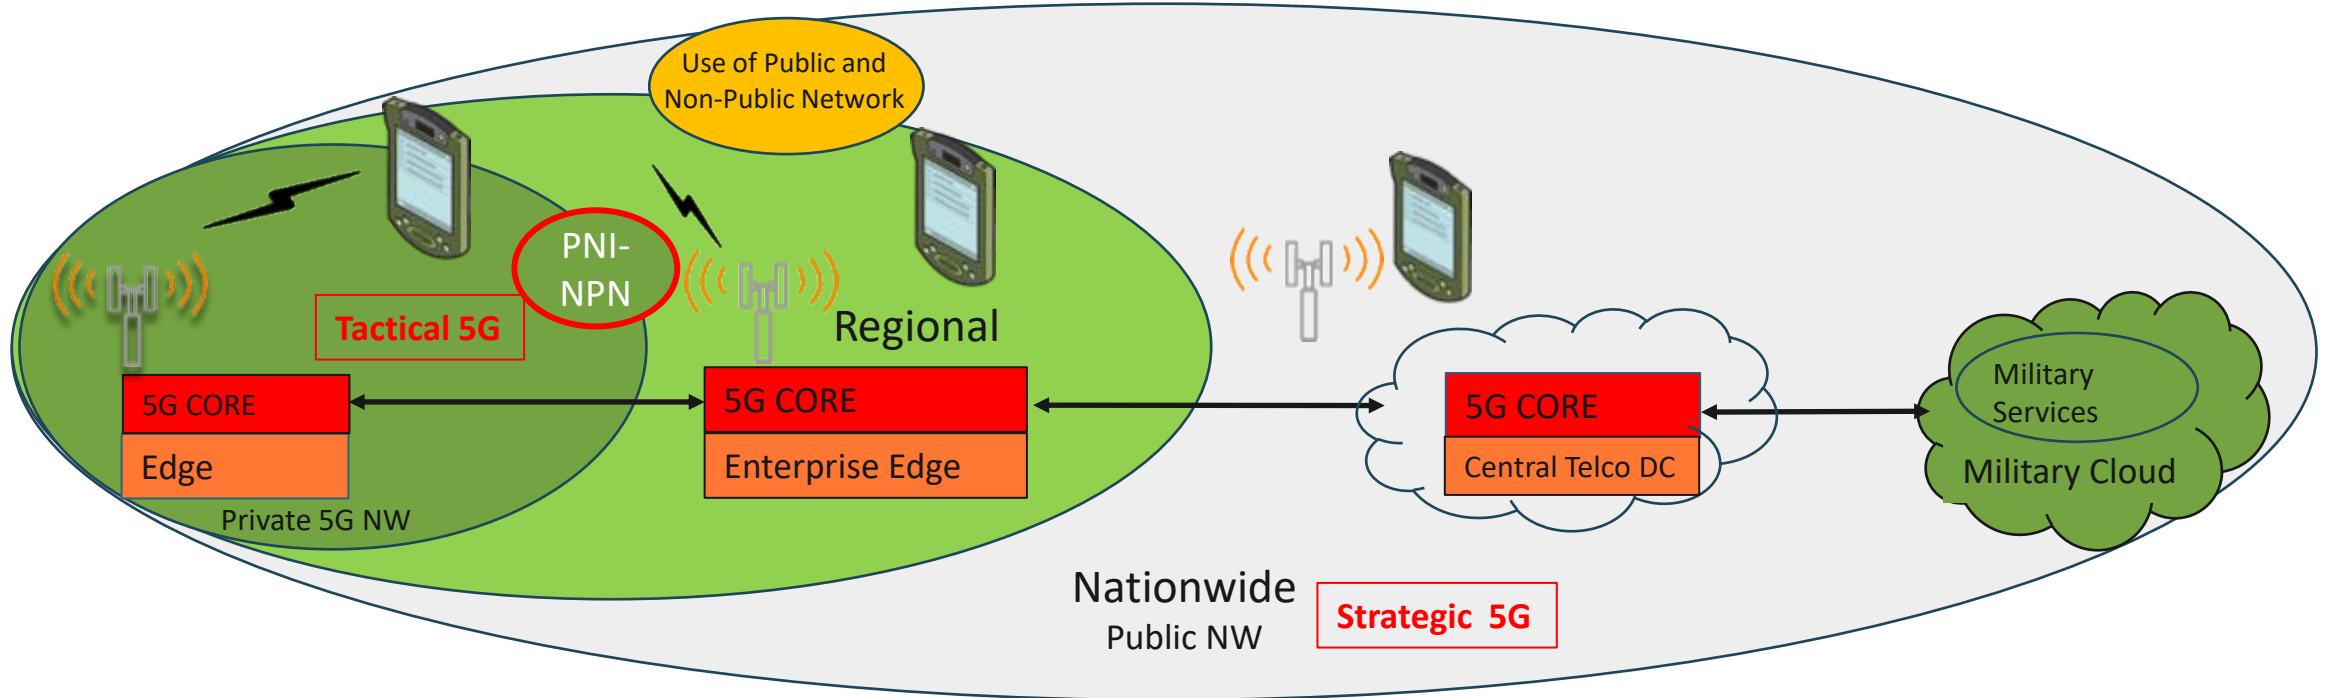 Use of Public and
Non-Public Network
PNI-
NPN
Tactical 5G
Regional
5G CORE
Edge
Private 5G NW
5G CORE
Enterprise Edge
5G CORE
Central Telco DC
Military
Services
Military Cloud
Nationwide
Public NW
Strategic 5G